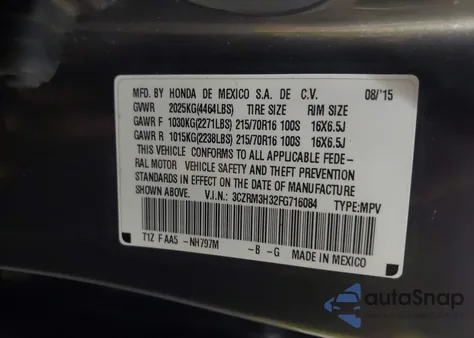 MFD. BY HONDA DE MEXICO S.A. DE C.V. 08/'15
GVWR 2025KG(4464LBS) TIRE SIZE RIM SIZE
GAWR F 1030KG(2271LBS) 215/70R16 100S 16X6.5J
GAWR R 1015KG(2238LBS) 215/70R16 100S 16X6.5J
THIS VEHICLE CONFORMS TO ALL APPLICABLE FEDE-
RAL MOTOR VEHICLE SAFETY AND THEFT PREVENTION
STANDARDS IN EFFECT ON THE DATE OF MANUFACTURE
SHOWN ABOVE. V.I.N.: 3CZRM3H32FG716084 TYPE:MPV
T1Z F AA5 -NH797M -B -G MADE IN MEXICO
autoSnap